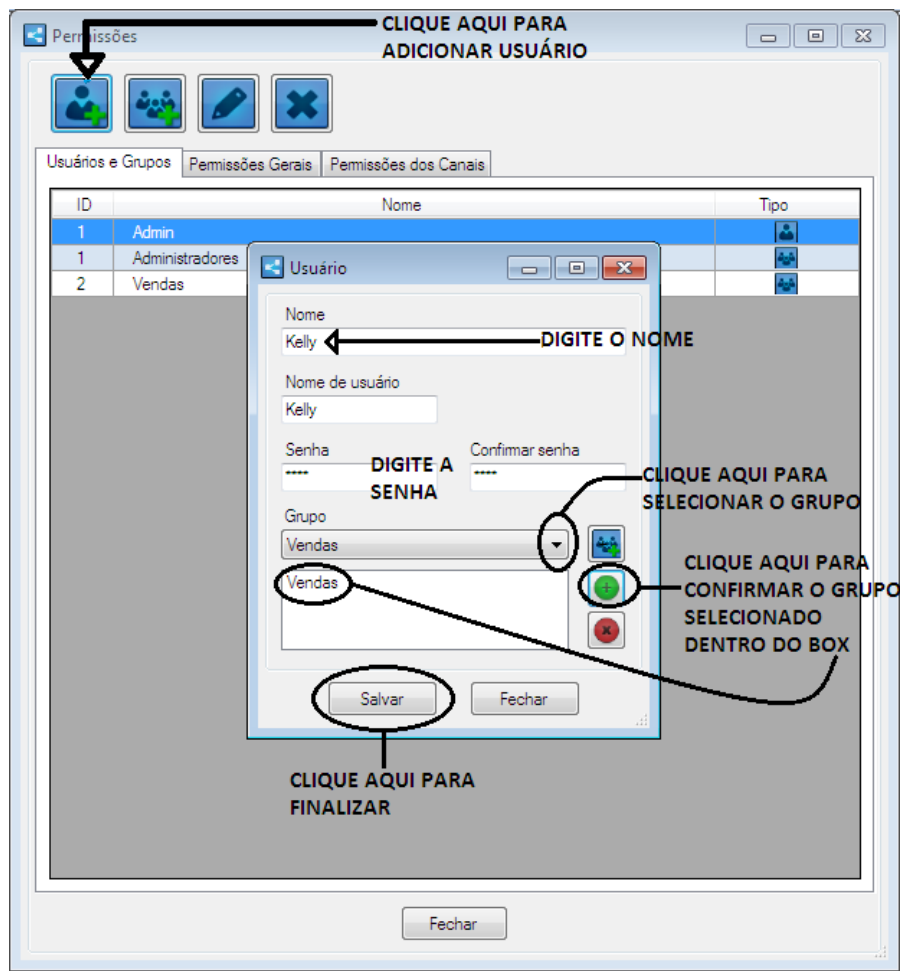 CLIQUE AQUI PARA
ADICIONAR USUÁRIO
Permissões
Usuários e Grupos Permissões Gerais Permissões dos Canais
ID Nome Tipo
1 Admin
1 Administradores
2 Vendas
Usuário
Nome
Kelly
DIGITE O NOME
Nome de usuário
Kelly
Senha Confirmar senha
**** ****
DIGITE A
SENHA
CLIQUE AQUI PARA
SELECIONAR O GRUPO
Grupo
Vendas
Vendas
CLIQUE AQUI PARA
CONFIRMAR O GRUPO
SELECIONADO
DENTRO DO BOX
Salvar Fechar
CLIQUE AQUI PARA
FINALIZAR
Fechar